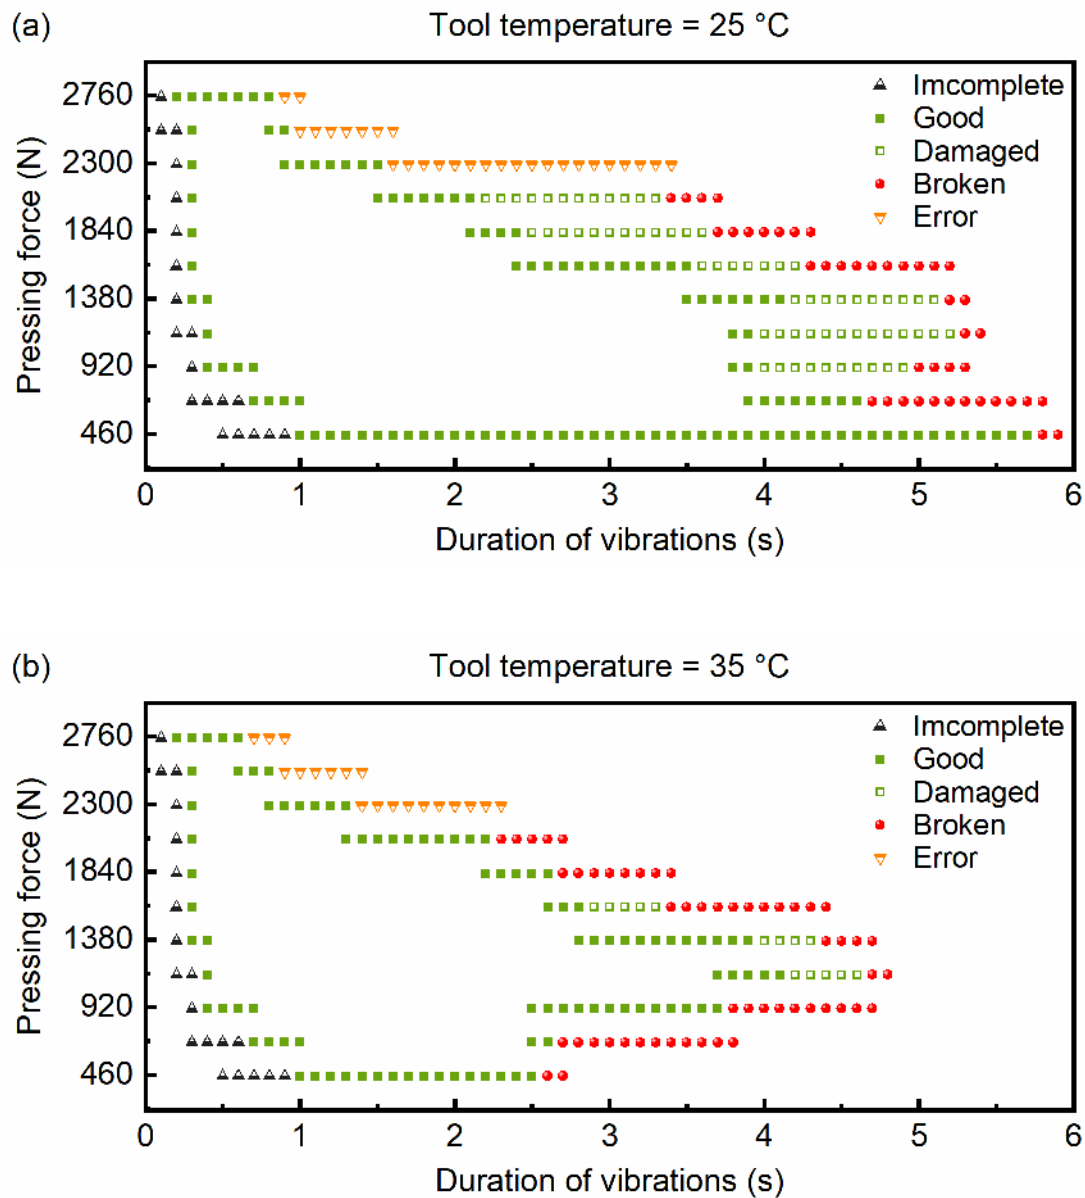 (a)
Tool temperature = 25 °C
Pressing force (N)
2760
2300
1840
1380
920
460
Imcomplete
Good
Damaged
Broken
Error
0 1 2 3 4 5 6
Duration of vibrations (s)
(b)
Tool temperature = 35 °C
Pressing force (N)
2760
2300
1840
1380
920
460
Imcomplete
Good
Damaged
Broken
Error
0 1 2 3 4 5 6
Duration of vibrations (s)